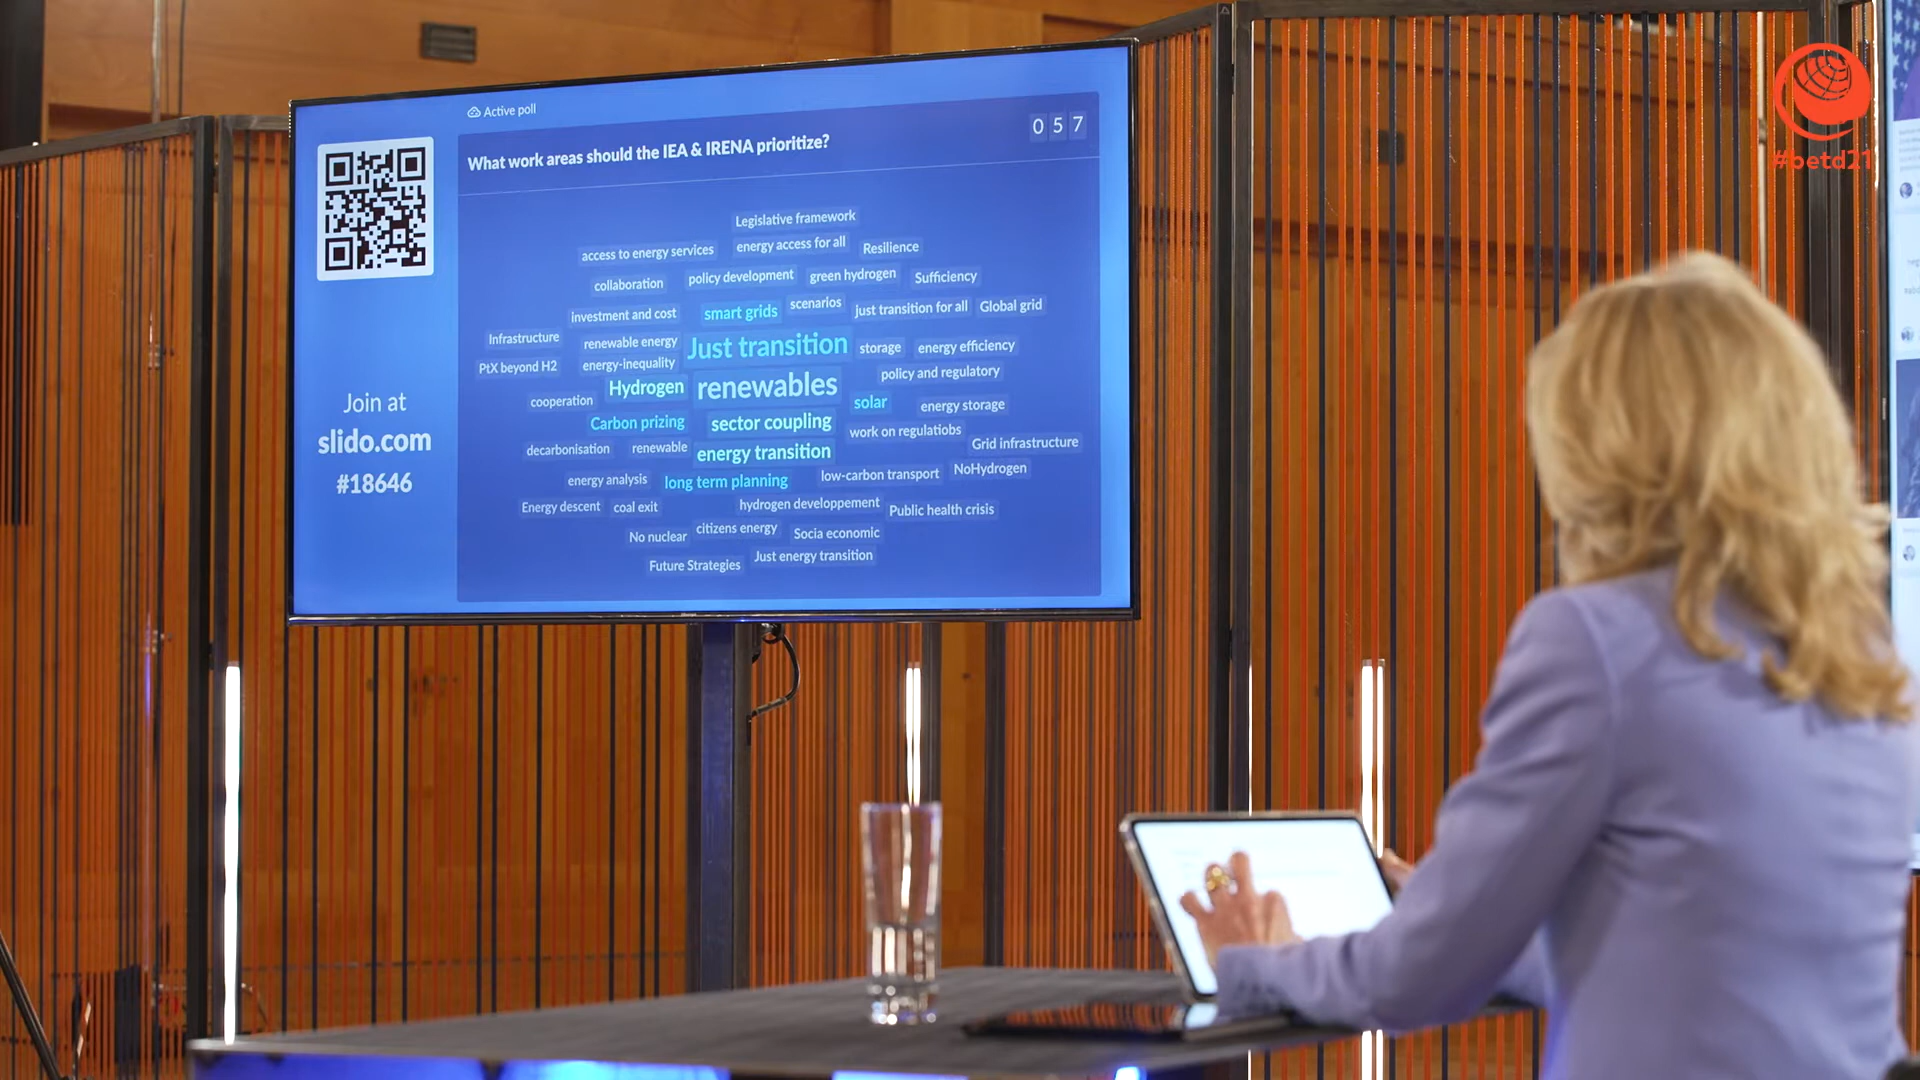 Active poll
What work areas should the IEA & IRENA prioritize?
057
Legislative framework
access to energy services energy access for all Resilience
collaboration policy development green hydrogen Sufficiency
investment and cost smart grids scenarios Just transition for all Global grid
Infrastructure renewable energy Just transition storage energy efficiency
PtX beyond H2 energy-inequality policy and regulatory
Hydrogen renewables
cooperation solar energy storage
Carbon prizing sector coupling work on regulatiobs
decarbonisation renewable energy transition Grid infrastructure
energy analysis long term planning low-carbon transport NoHydrogen
Energy descent coal exit hydrogen developpement Public health crisis
No nuclear citizens energy Socia economic
Future Strategies Just energy transition
Join at
slido.com
#18646
#betd21